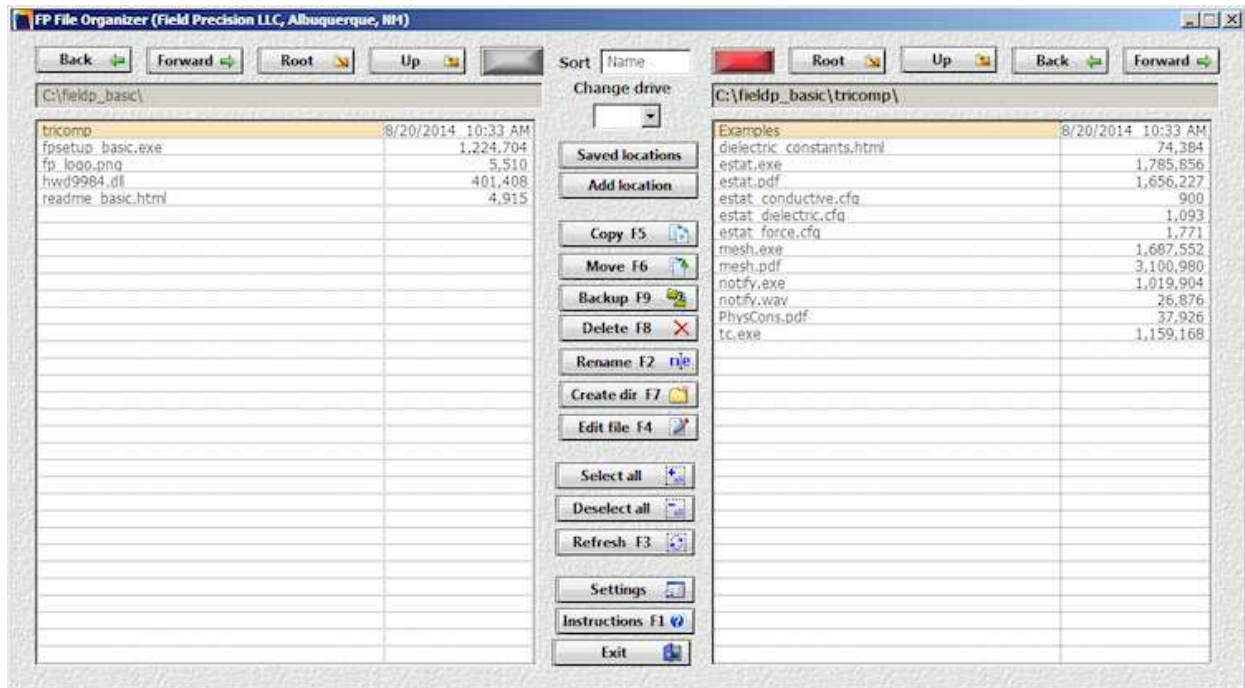 FP File Organizer (Field Precision LLC, Albuquerque, NM)
Back Forward Root Up Sort Name Root Up Back Forward
Change drive
C:\fieldp_basic\ C:\fieldp_basic\tricomp\
tricomp 8/20/2014 10:33 AM
fpsetup_basic.exe 1,224,704
fp_logo.png 5,510
hwd9984.dll 401,408
readme_basic.html 4,915
Saved locations
Add location
Copy F5
Move F6
Backup F9
Delete F8
Rename F2
Create dir F7
Edit file F4
Select all
Deselect all
Refresh F3
Settings
Instructions F1
Exit
Examples 8/20/2014 10:33 AM
dielectric_constants.html 74,384
estat.exe 1,785,856
estat.pdf 1,656,227
estat_conductive.cfg 900
estat_dielectric.cfg 1,093
estat_force.cfg 1,771
mesh.exe 1,687,552
mesh.pdf 3,100,980
notify.exe 1,019,904
notify.wav 26,876
PhysCons.pdf 37,926
tc.exe 1,159,168